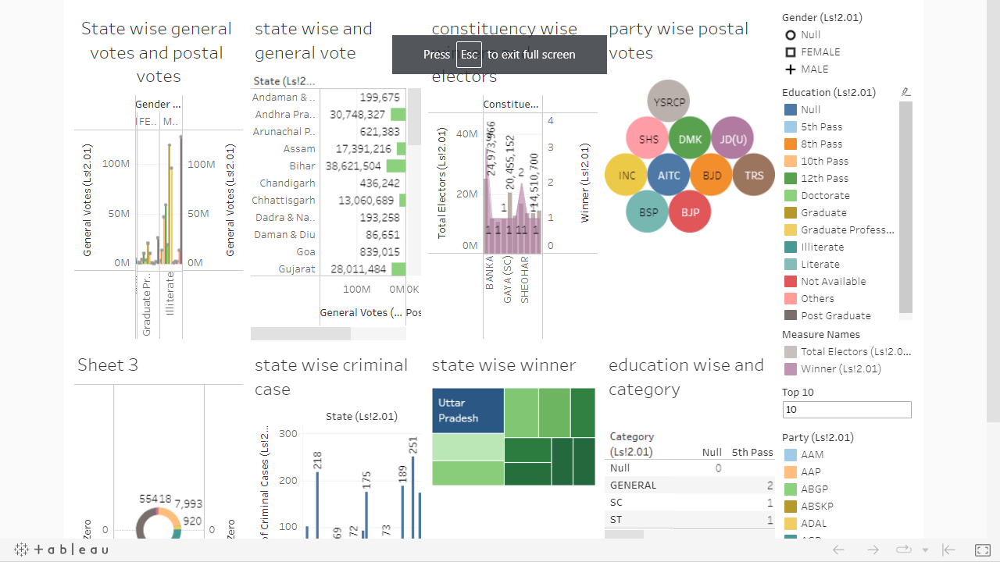 State wise general
votes and postal
votes
Gender ...
FE..
M..
General Votes (Ls!2.01)
100M
50M
0M
Graduate Pr..
Illiterate
100M
50M
0M
General Votes (Ls!2.01)
state wise and
general vote
State (Ls!2...
Andaman & .. 199,675
Andhra Pra.. 30,748,327
Arunachal P.. 621,383
Assam 17,391,216
Bihar 38,621,504
Chandigarh 436,242
Chhattisgarh 13,060,689
Dadra & Na.. 193,258
Daman & Diu 86,651
Goa 839,015
Gujarat 28,011,484
100M 0M 0K
General Votes (... Pos
constituency wise
electors
Press Esc to exit full screen
Constitue...
Total Electors (Ls!2.01)
40M
20M
0M
24,973,966
20,455,152
14,510,700
2
1
1
1 1 1 11 1
BANKA
GAYA (SC)
SHEOHAR
4
3
2
1
0
Winner (Ls!2.01)
party wise postal
votes
YSRCP
SHS DMK JD(U)
INC AITC BJD TRS
BSP BJP
Gender (Ls!2.01)
Null
FEMALE
MALE
Education (Ls!2.01)
Null
5th Pass
8th Pass
10th Pass
12th Pass
Doctorate
Graduate
Graduate Profess...
Illiterate
Literate
Not Available
Others
Post Graduate
Measure Names
Total Electors (Ls!2.0...
Winner (Ls!2.01)
Top 10
10
Party (Ls!2.01)
AAM
AAP
ABGP
ABSKP
ADAL
Sheet 3
55418
7,993
920
0
0
Zero
Zero
state wise criminal
case
State (Ls!2.01)
of Criminal Cases (Ls!2...
300
200
100
218
69
72
175
73
189
251
state wise winner
Uttar
Pradesh
education wise and
category
Category
(Ls!2.01) Null 5th Pass
Null 0
GENERAL 2
SC 1
ST 1
+ableau